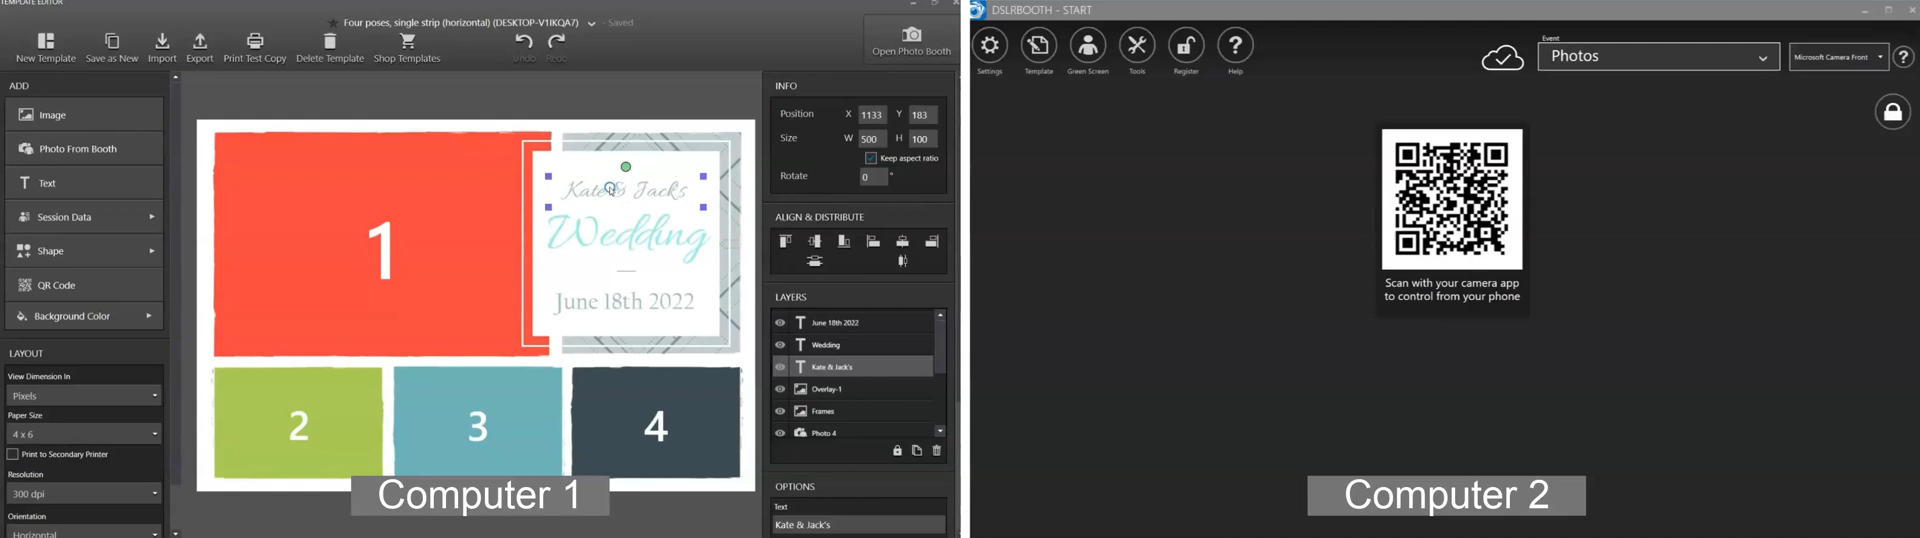 TEMPLATE EDITOR
Four poses, single strip (horizontal) (DESKTOP-V1IKQA7) - Saved
New Template
Save as New
Import
Export
Print Test Copy
Delete Template
Shop Templates
Undo
Redo
Open Photo Booth
ADD
Image
Photo From Booth
Text
Session Data
Shape
QR Code
Background Color
LAYOUT
View Dimension In
Pixels
Paper Size
4 x 6
Print to Secondary Printer
Resolution
300 dpi
Orientation
Horizontal
1
Kate & Jack's
Wedding
June 18th 2022
2
3
4
Computer 1
INFO
Position X 1133 Y 183
Size W 500 H 100
Keep aspect ratio
Rotate 0 °
ALIGN & DISTRIBUTE
LAYERS
June 18th 2022
Wedding
Kate & Jack's
Overlay-1
Frames
Photo 4
OPTIONS
Text
Kate & Jack's
DSLRBOOTH - START
Settings
Template
Green Screen
Tools
Register
Help
Event
Photos
Microsoft Camera Front
?
Scan with your camera app
to control from your phone
Computer 2